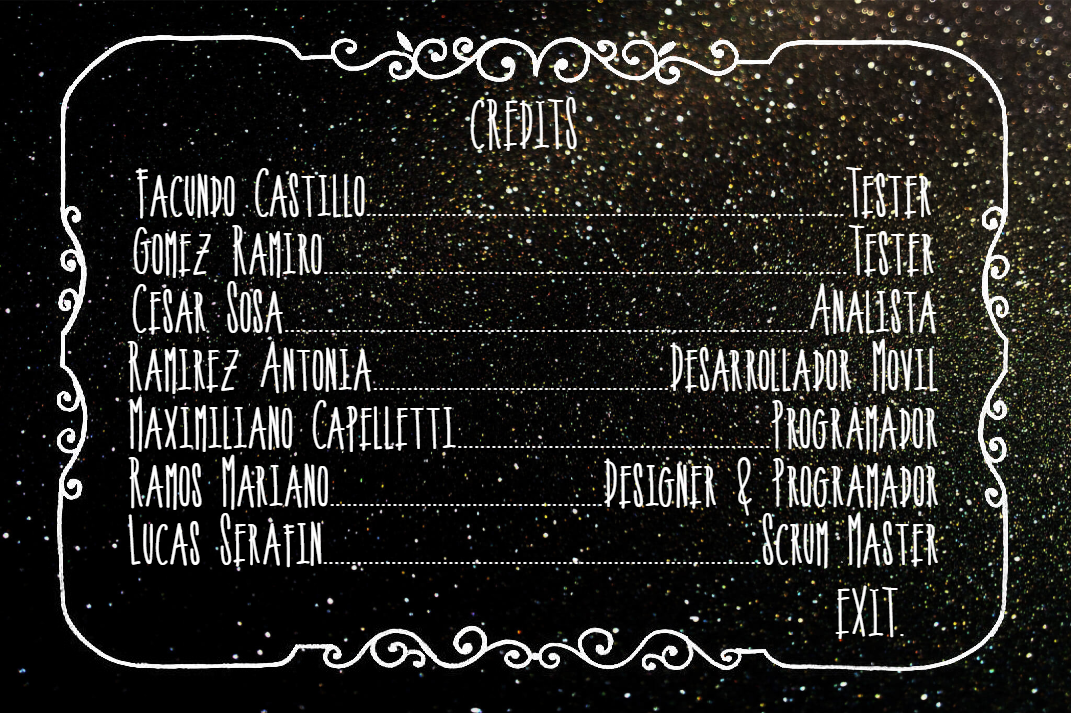 CREDITS
FACUNDO CASTILLO TESTER
GOMEZ RAMIRO TESTER
CESAR SOSA ANALISTA
RAMIREZ ANTONIA DESARROLLADOR MOVIL
MAXIMILIANO CAPELLETTI PROGRAMADOR
RAMOS MARIANO DESIGNER & PROGRAMADOR
LUCAS SERAFIN SCRUM MASTER
EXIT